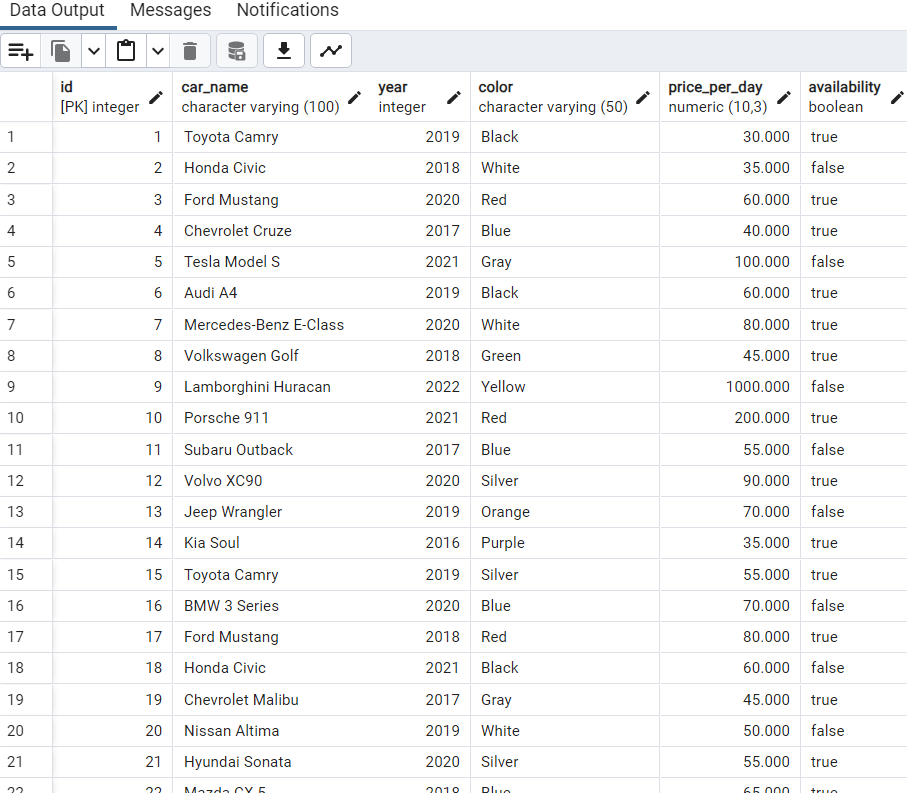 Data Output Messages Notifications
id car_name year color price_per_day availability
[PK] integer character varying (100) integer character varying (50) numeric (10,3) boolean
1 1 Toyota Camry 2019 Black 30.000 true
2 2 Honda Civic 2018 White 35.000 false
3 3 Ford Mustang 2020 Red 60.000 true
4 4 Chevrolet Cruze 2017 Blue 40.000 true
5 5 Tesla Model S 2021 Gray 100.000 false
6 6 Audi A4 2019 Black 60.000 true
7 7 Mercedes-Benz E-Class 2020 White 80.000 true
8 8 Volkswagen Golf 2018 Green 45.000 true
9 9 Lamborghini Huracan 2022 Yellow 1000.000 false
10 10 Porsche 911 2021 Red 200.000 true
11 11 Subaru Outback 2017 Blue 55.000 false
12 12 Volvo XC90 2020 Silver 90.000 true
13 13 Jeep Wrangler 2019 Orange 70.000 false
14 14 Kia Soul 2016 Purple 35.000 true
15 15 Toyota Camry 2019 Silver 55.000 true
16 16 BMW 3 Series 2020 Blue 70.000 false
17 17 Ford Mustang 2018 Red 80.000 true
18 18 Honda Civic 2021 Black 60.000 false
19 19 Chevrolet Malibu 2017 Gray 45.000 true
20 20 Nissan Altima 2019 White 50.000 false
21 21 Hyundai Sonata 2020 Silver 55.000 true
22 22 Mazda CX-5 2018 Blue 65.000 true